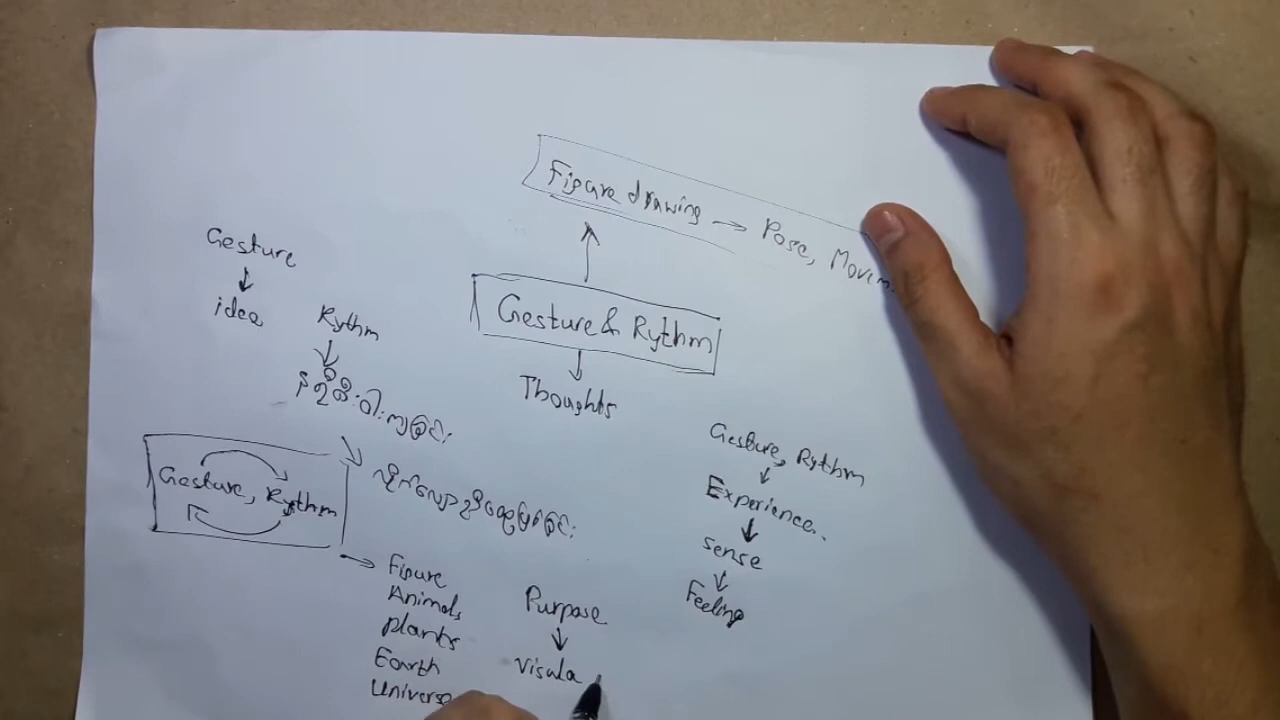 Figure drawing → Pose, Movem
Gesture & Rythm
Thoughts
Gesture
idea
Rythm
Gesture, Rythm
Figure
Animals
plants
Earth
Universe
Purpose
Visula
Gesture, Rythm
Experience..
sense
Feeling